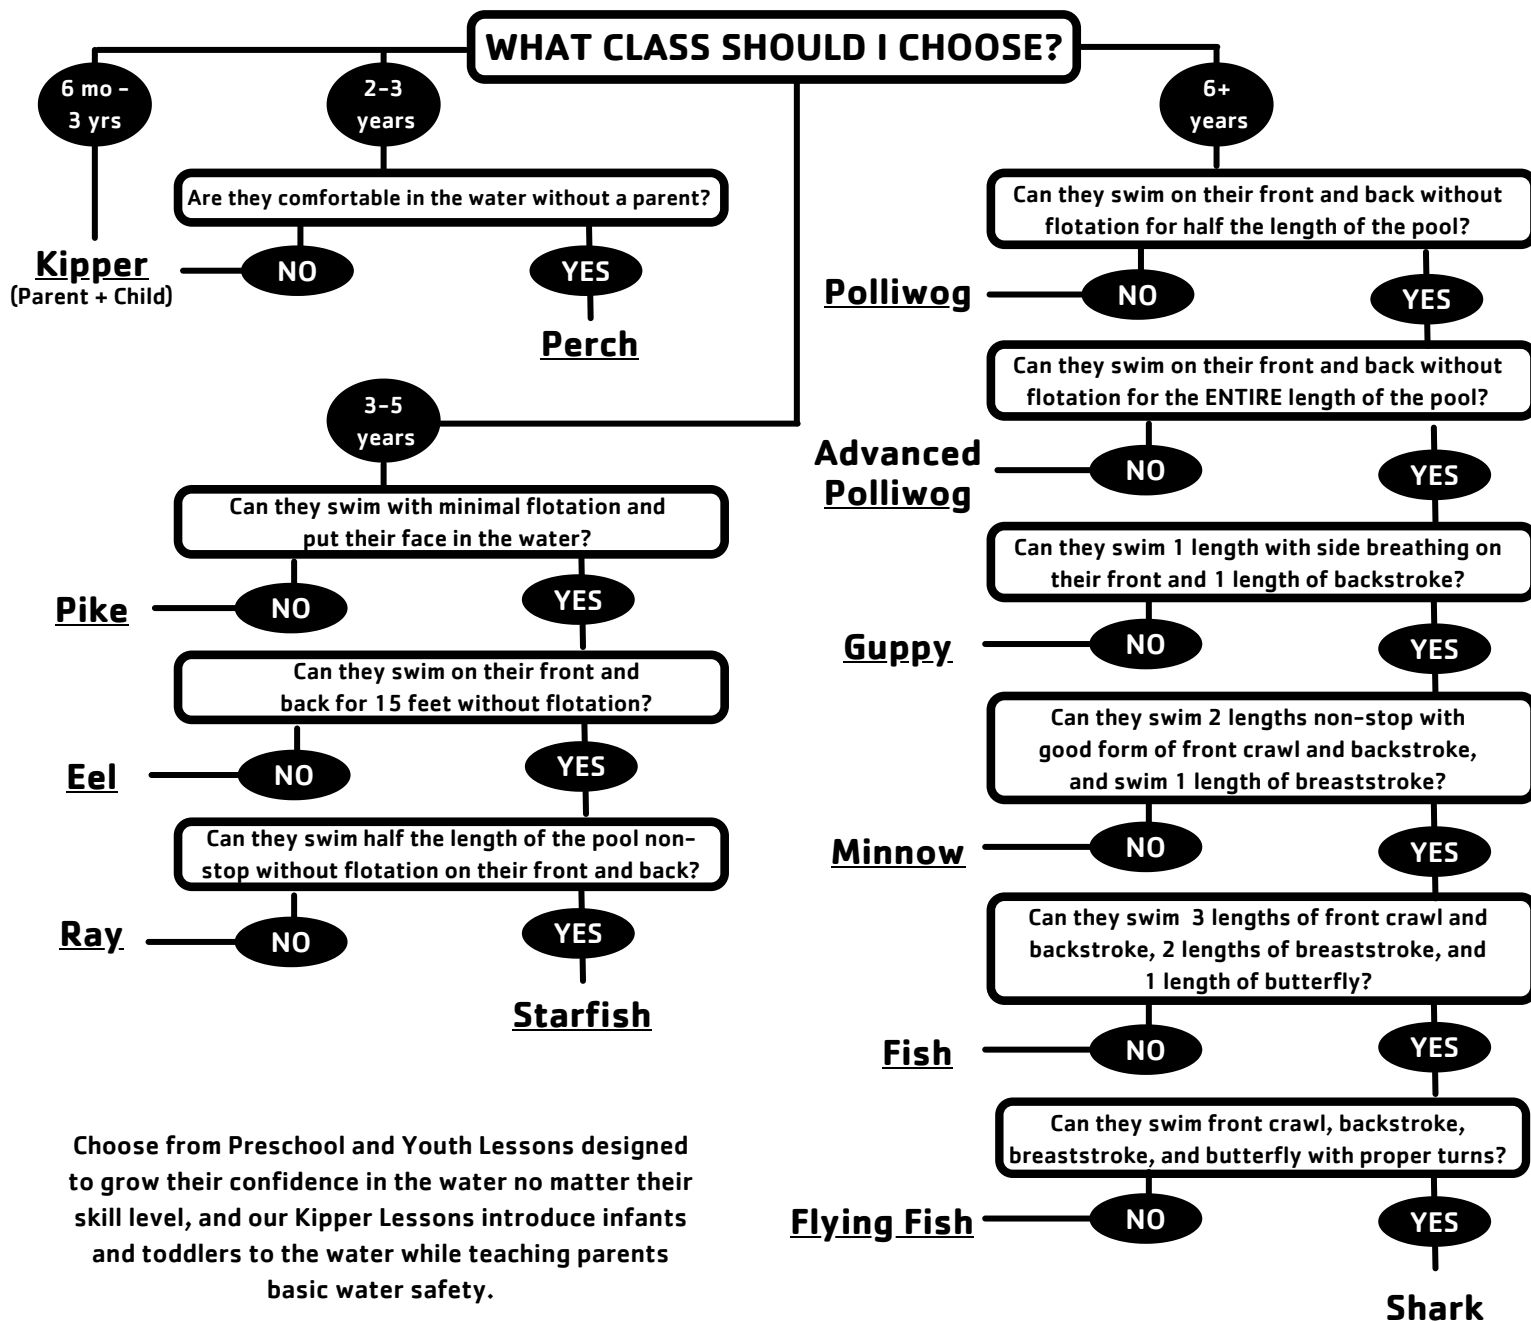 WHAT CLASS SHOULD I CHOOSE?
6 mo -
3 yrs
Kipper
(Parent + Child)
2-3
years
Are they comfortable in the water without a parent?
NO
YES
Perch
3-5
years
Can they swim with minimal flotation and
put their face in the water?
NO
YES
Pike
Can they swim on their front and
back for 15 feet without flotation?
NO
YES
Eel
Can they swim half the length of the pool non-
stop without flotation on their front and back?
NO
YES
Ray
Starfish
6+
years
Can they swim on their front and back without
flotation for half the length of the pool?
NO
YES
Polliwog
Can they swim on their front and back without
flotation for the ENTIRE length of the pool?
NO
YES
Advanced
Polliwog
Can they swim 1 length with side breathing on
their front and 1 length of backstroke?
NO
YES
Guppy
Can they swim 2 lengths non-stop with
good form of front crawl and backstroke,
and swim 1 length of breaststroke?
NO
YES
Minnow
Can they swim 3 lengths of front crawl and
backstroke, 2 lengths of breaststroke, and
1 length of butterfly?
NO
YES
Fish
Can they swim front crawl, backstroke,
breaststroke, and butterfly with proper turns?
NO
YES
Flying Fish
Shark
Choose from Preschool and Youth Lessons designed
to grow their confidence in the water no matter their
skill level, and our Kipper Lessons introduce infants
and toddlers to the water while teaching parents
basic water safety.